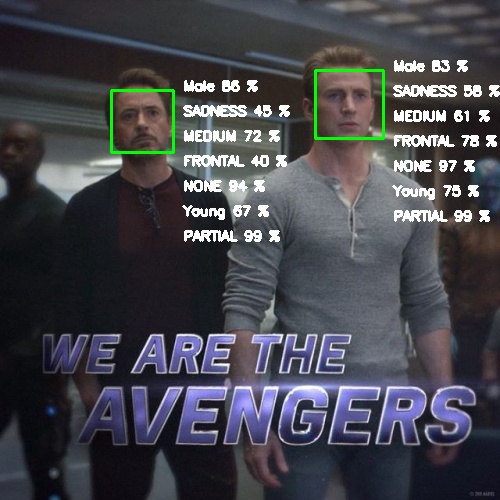 Male 86 %
SADNESS 45 %
MEDIUM 72 %
FRONTAL 40 %
NONE 94 %
Young 67 %
PARTIAL 99 %
Male 83 %
SADNESS 58 %
MEDIUM 61 %
FRONTAL 78 %
NONE 97 %
Young 75 %
PARTIAL 99 %
WE ARE THE
AVENGERS